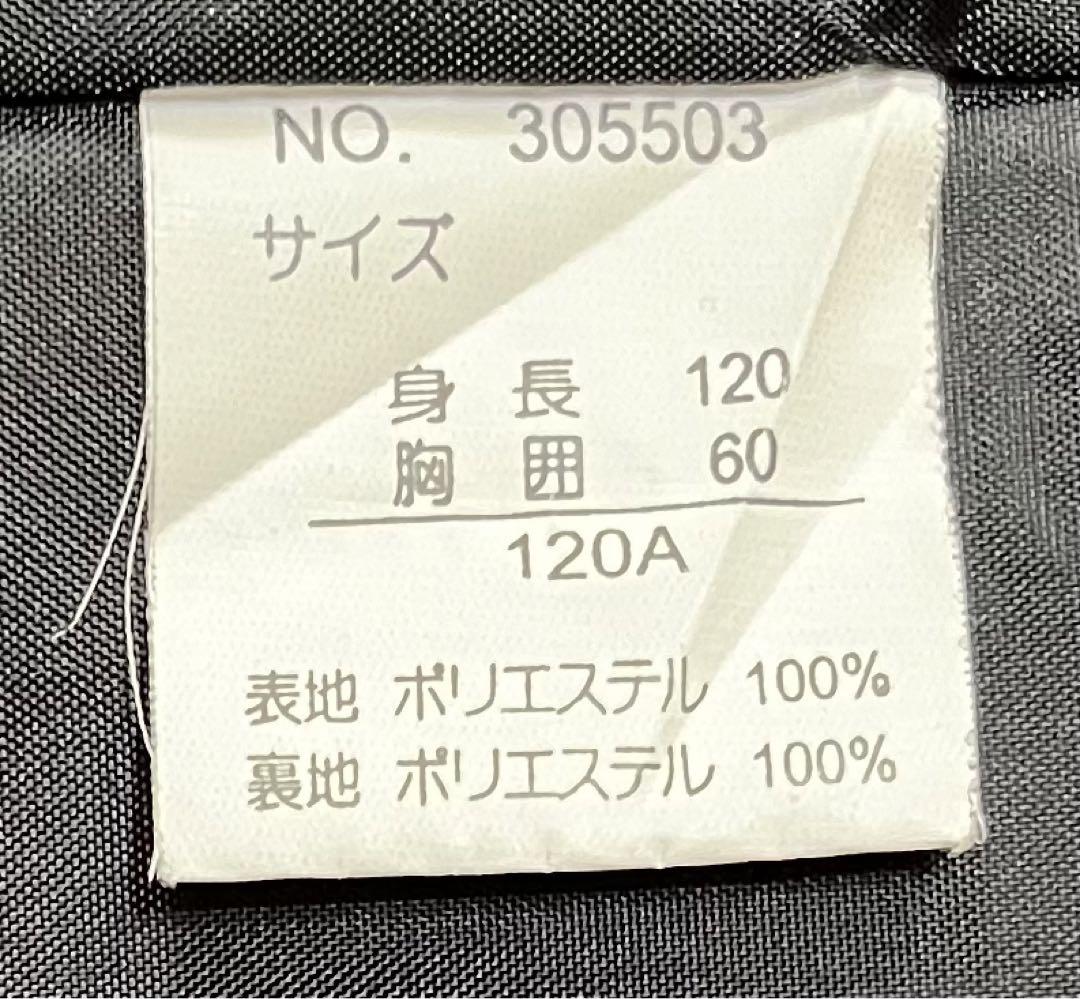 NO. 305503
サイズ
身長 120
胸囲 60
120A
表地 ポリエステル 100%
裏地 ポリエステル 100%